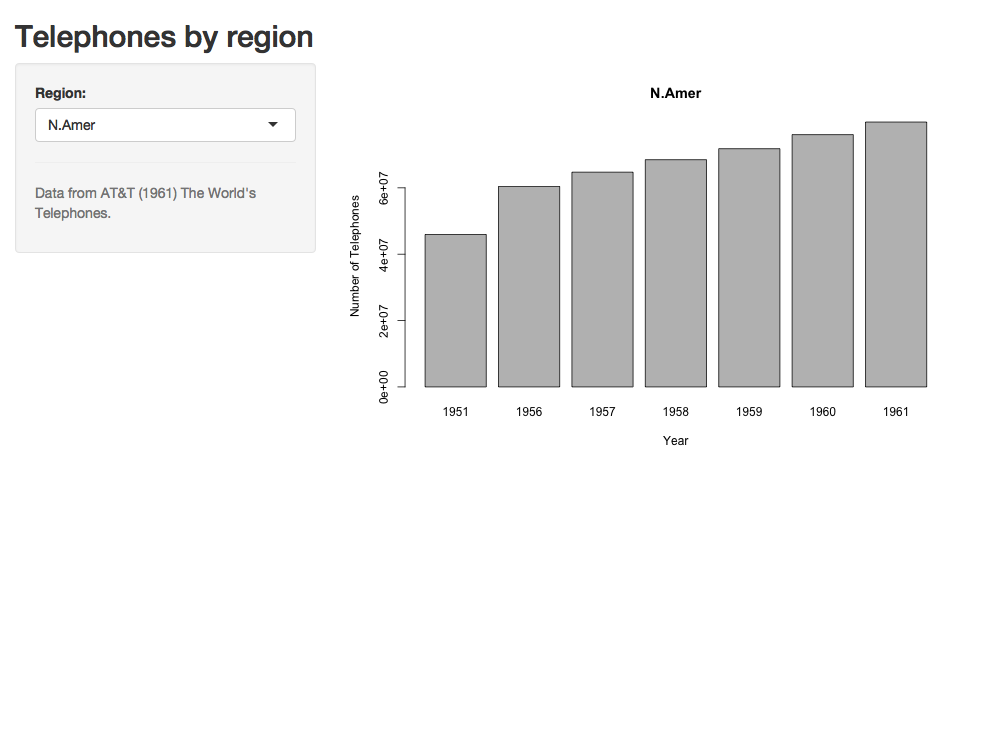 Telephones by region
Region:
N.Amer
Data from AT&T (1961) The World's
Telephones.
N.Amer
Number of Telephones
6e+07
4e+07
2e+07
0e+00
1951 1956 1957 1958 1959 1960 1961
Year